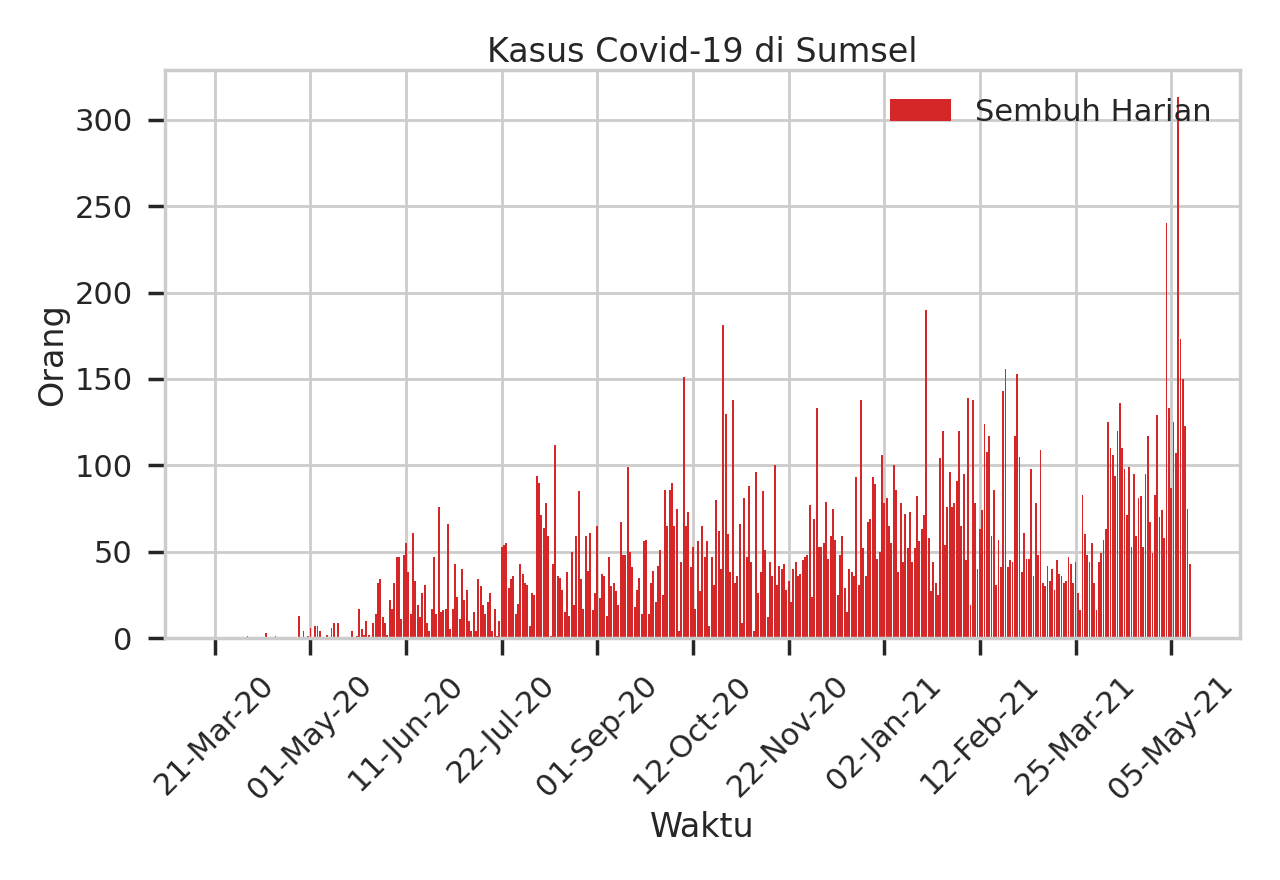 Kasus Covid-19 di Sumsel
Sembuh Harian
Orang
300
250
200
150
100
50
0
21-Mar-20
01-May-20
11-Jun-20
22-Jul-20
01-Sep-20
12-Oct-20
22-Nov-20
02-Jan-21
12-Feb-21
25-Mar-21
05-May-21
Waktu